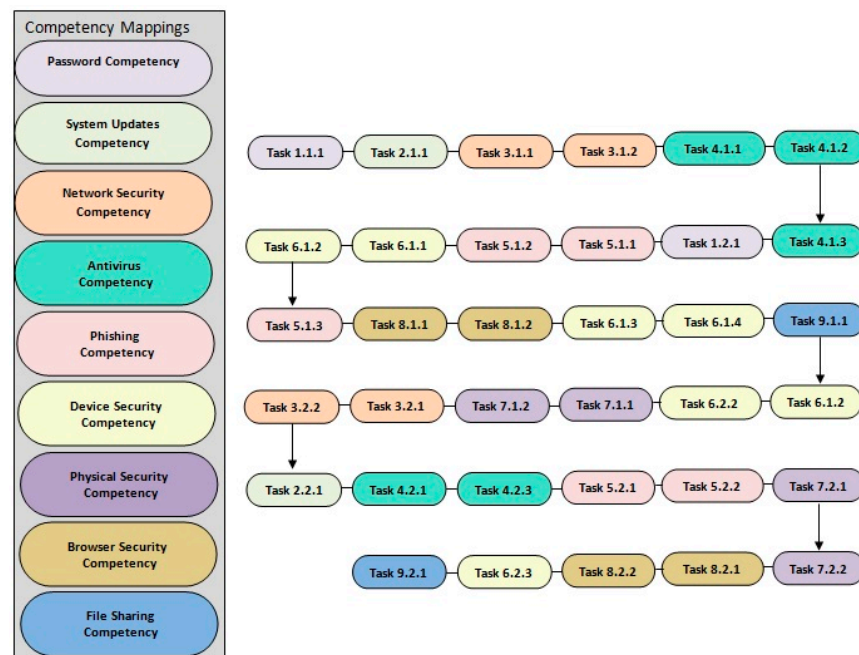 Competency Mappings
Password Competency
System Updates
Competency
Network Security
Competency
Antivirus
Competency
Phishing
Competency
Device Security
Competency
Physical Security
Competency
Browser Security
Competency
File Sharing
Competency
Task 1.1.1 Task 2.1.1 Task 3.1.1 Task 3.1.2 Task 4.1.1 Task 4.1.2
Task 6.1.2 Task 6.1.1 Task 5.1.2 Task 5.1.1 Task 1.2.1 Task 4.1.3
Task 5.1.3 Task 8.1.1 Task 8.1.2 Task 6.1.3 Task 6.1.4 Task 9.1.1
Task 3.2.2 Task 3.2.1 Task 7.1.2 Task 7.1.1 Task 6.2.2 Task 6.1.2
Task 2.2.1 Task 4.2.1 Task 4.2.3 Task 5.2.1 Task 5.2.2 Task 7.2.1
Task 9.2.1 Task 6.2.3 Task 8.2.2 Task 8.2.1 Task 7.2.2